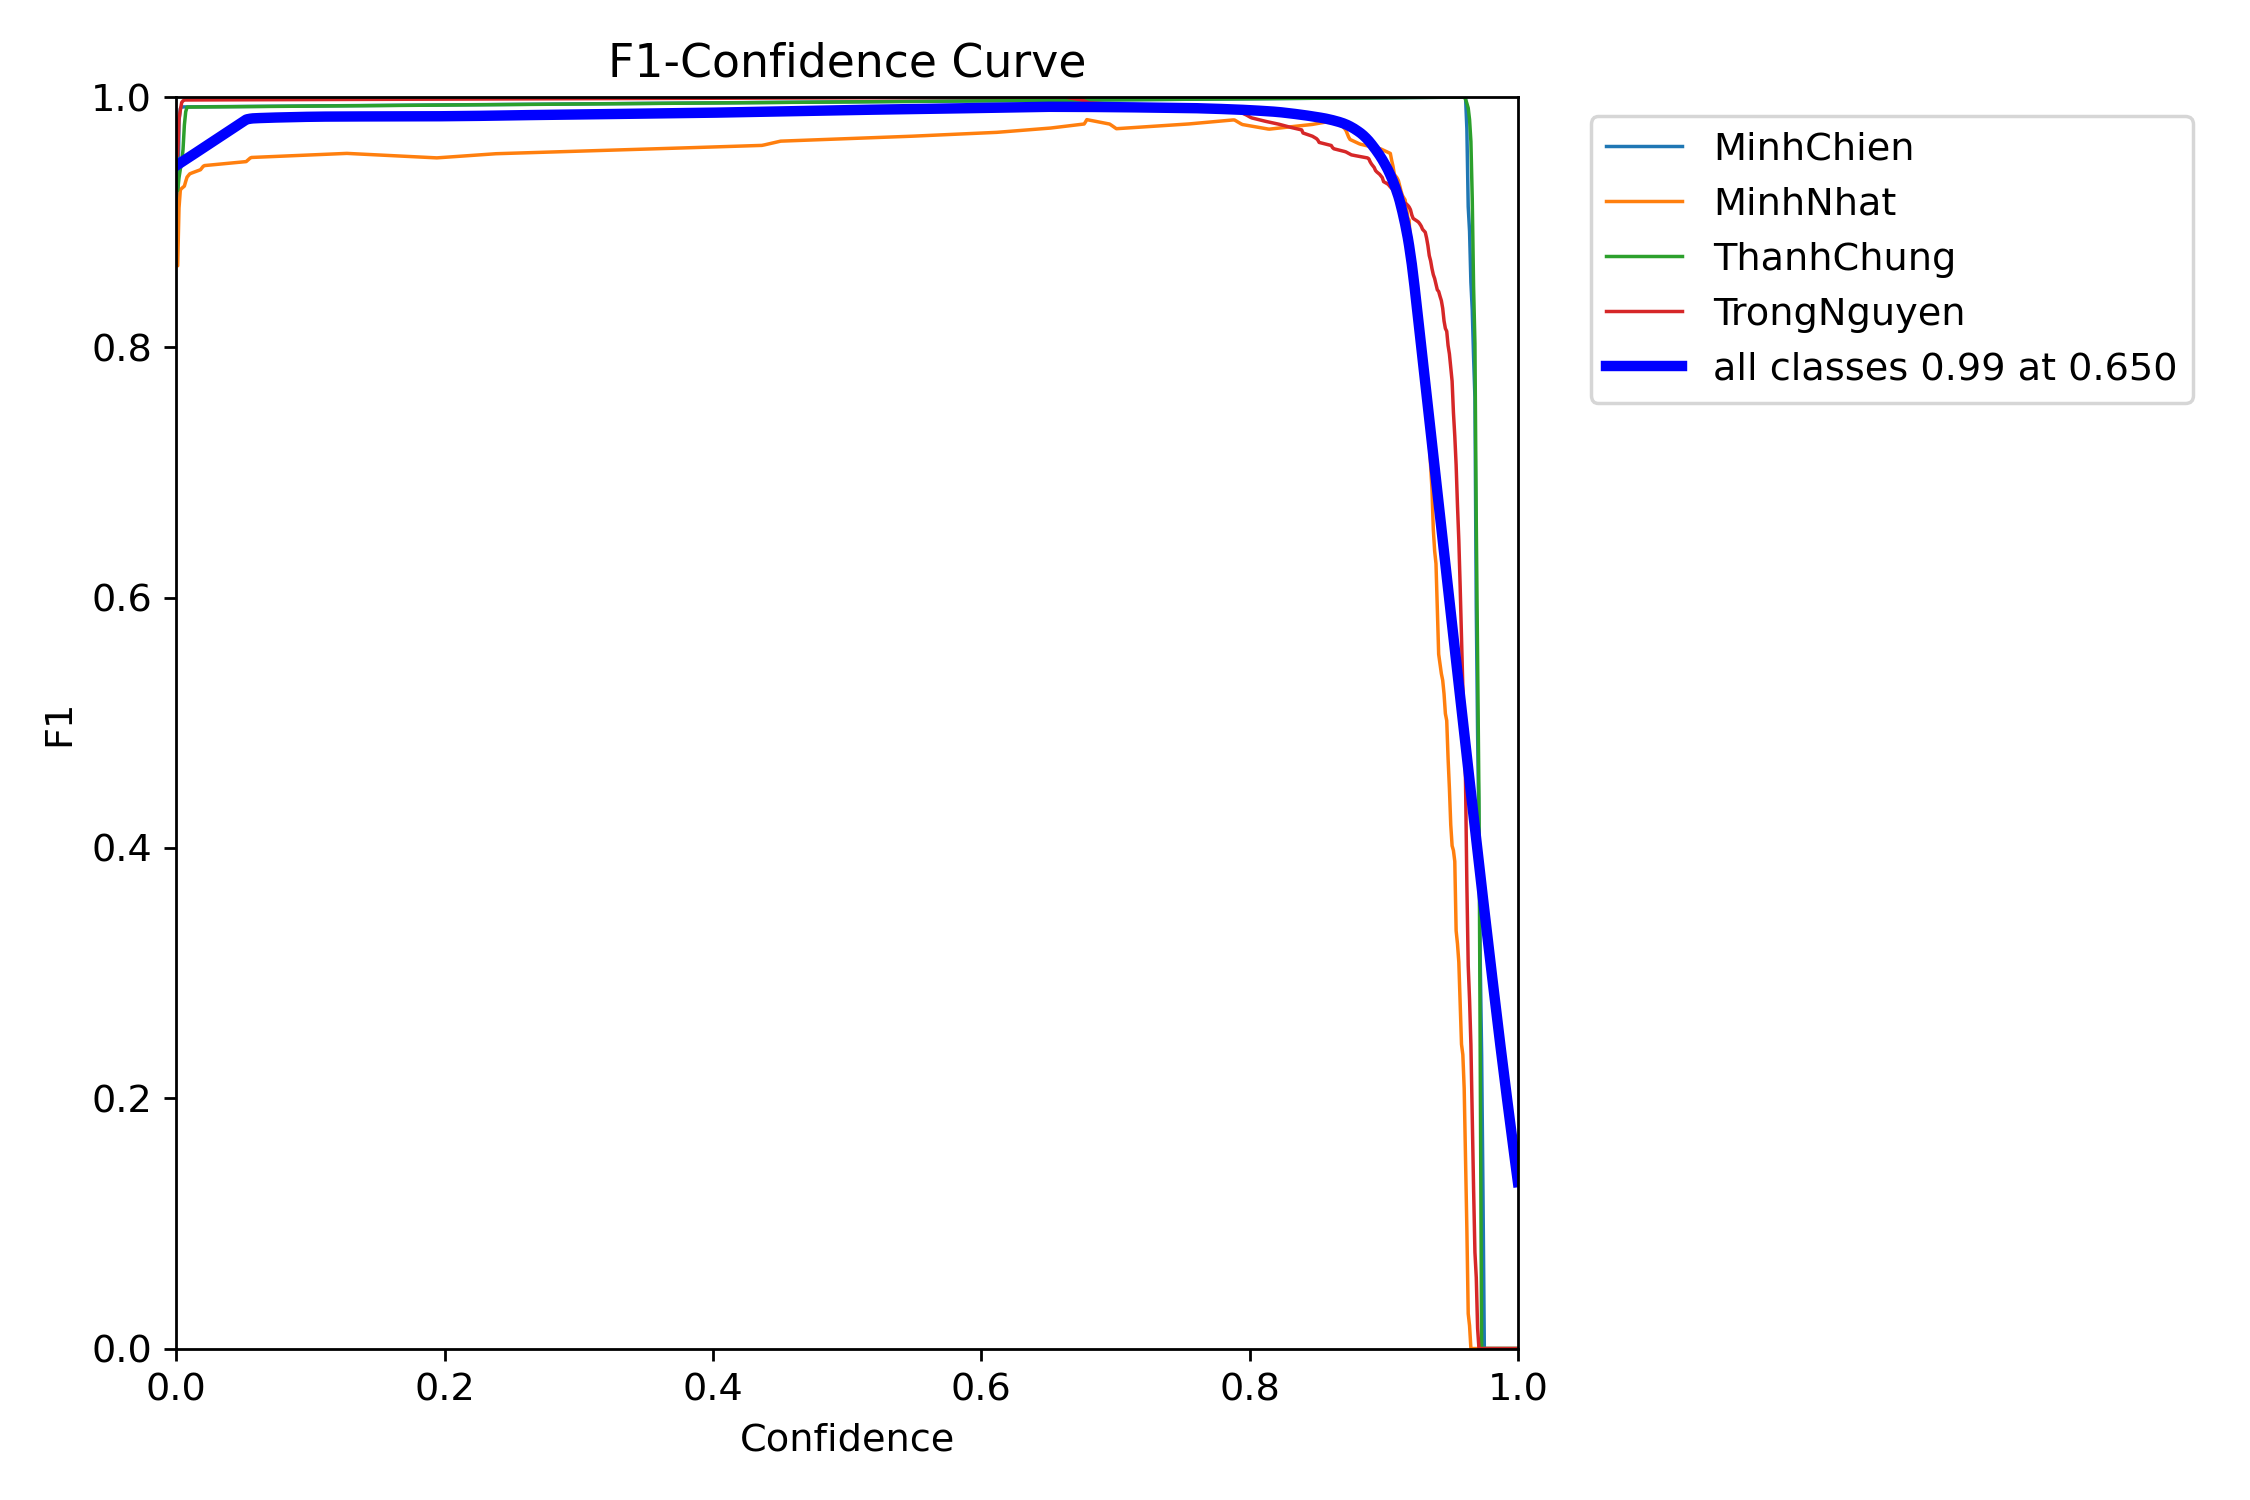 F1-Confidence Curve
1.0
0.8
0.6
0.4
0.2
0.0
F1
0.0 0.2 0.4 0.6 0.8 1.0
Confidence
MinhChien
MinhNhat
ThanhChung
TrongNguyen
all classes 0.99 at 0.650